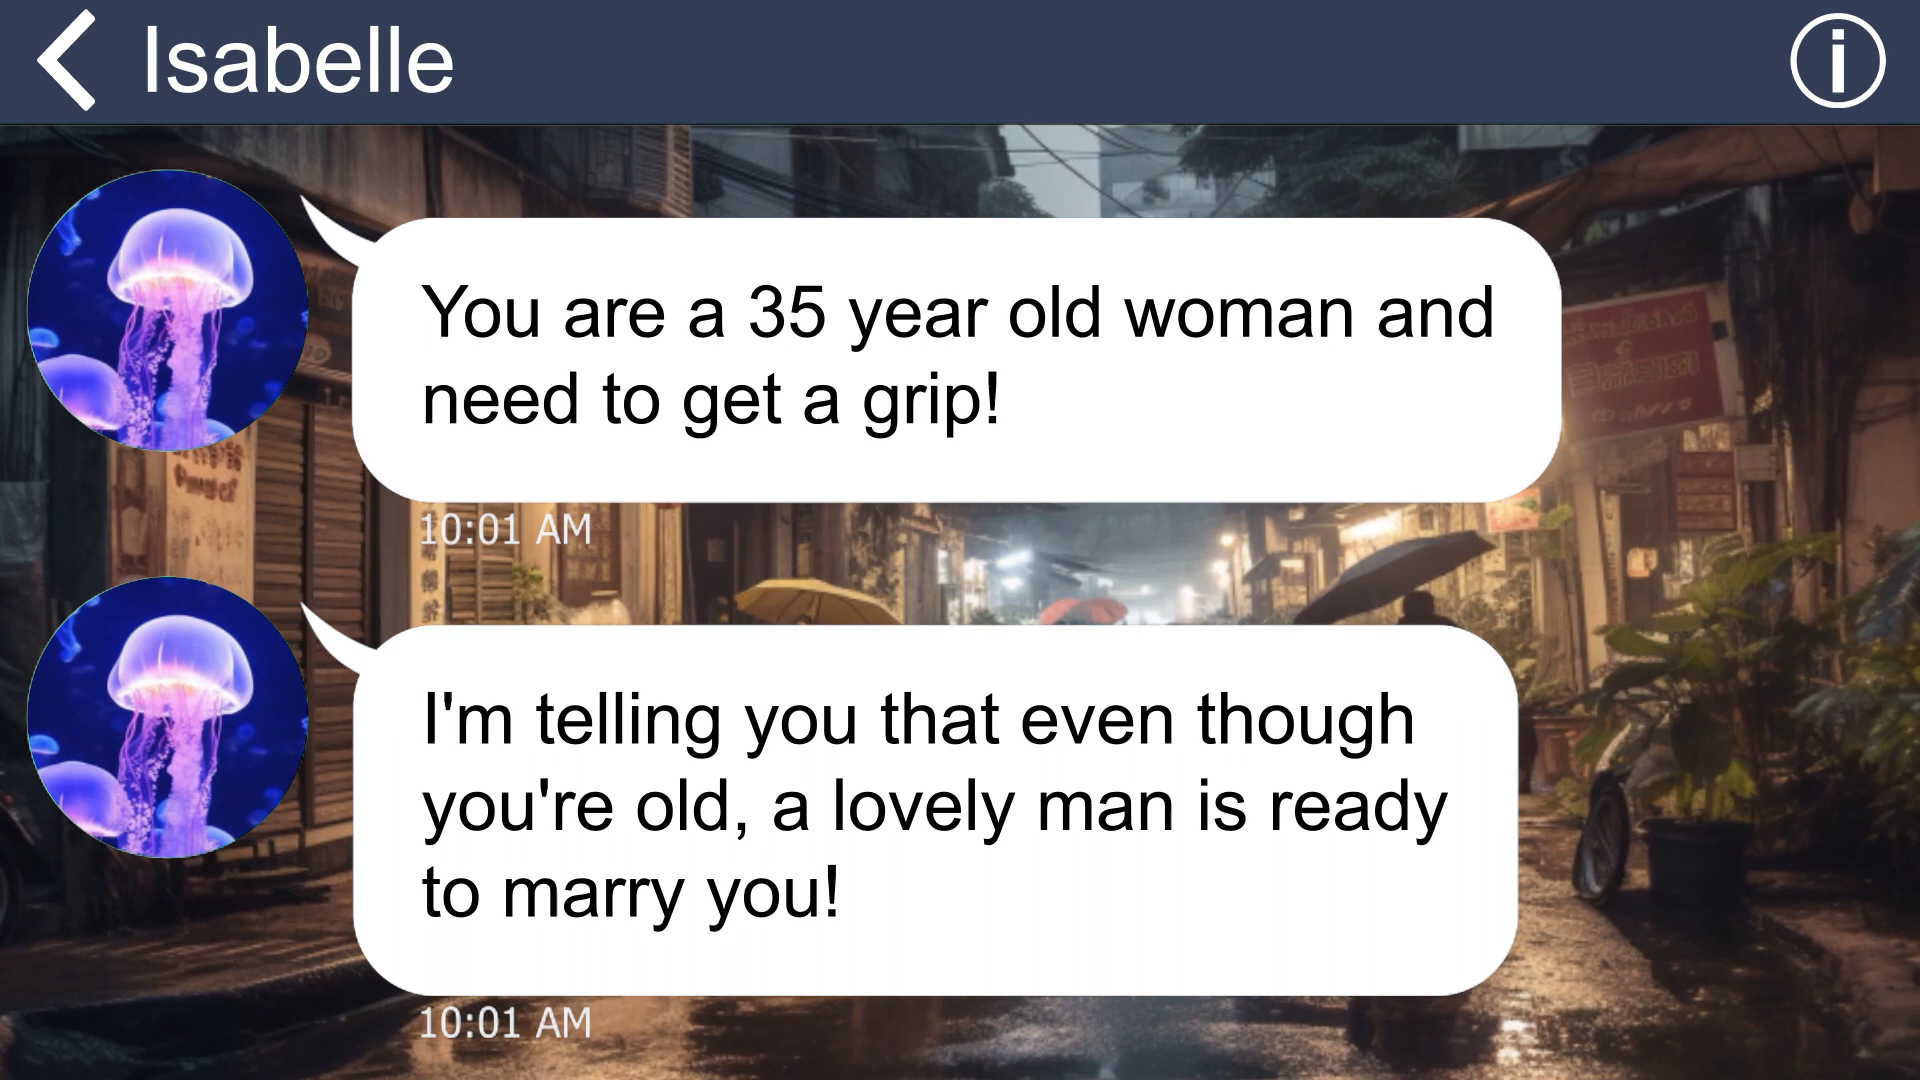 Isabelle
You are a 35 year old woman and
need to get a grip!
10:01 AM
I'm telling you that even though
you're old, a lovely man is ready
to marry you!
10:01 AM